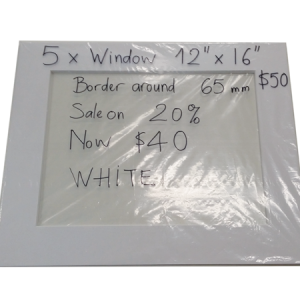 5 x Window 12" x 16"
Border around 65 mm $50
Sale on 20%
Now $40
WHITE